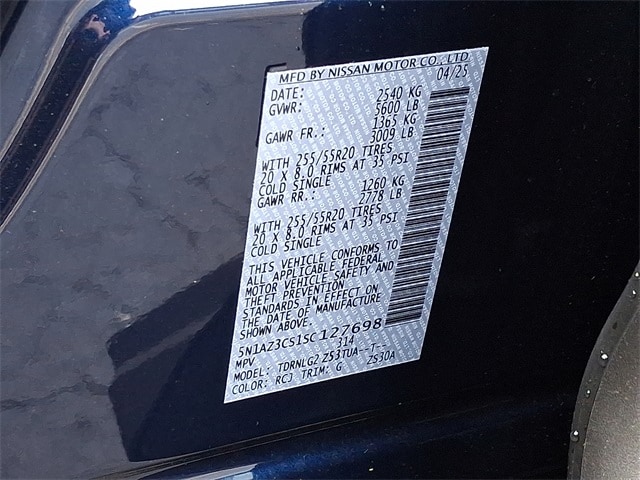 MFD BY NISSAN MOTOR CO., LTD
DATE: 04/25
GVWR: 2540 KG
5600 LB
GAWR FR.: 1365 KG
3009 LB
WITH 255/55R20 TIRES
20 X 8.0 RIMS AT 35 PSI
COLD SINGLE
GAWR RR.: 1260 KG
2778 LB
WITH 255/55R20 TIRES
20 X 8.0 RIMS AT 35 PSI
COLD SINGLE
THIS VEHICLE CONFORMS TO
ALL APPLICABLE FEDERAL
MOTOR VEHICLE SAFETY AND
THEFT PREVENTION
STANDARDS IN EFFECT ON
THE DATE OF MANUFACTURE
SHOWN ABOVE.
5N1AZ3CS1SC127698
MPV 314
MODEL: TDRNLG2 Z53TUA-T--
COLOR: RCJ TRIM: G ZS30A